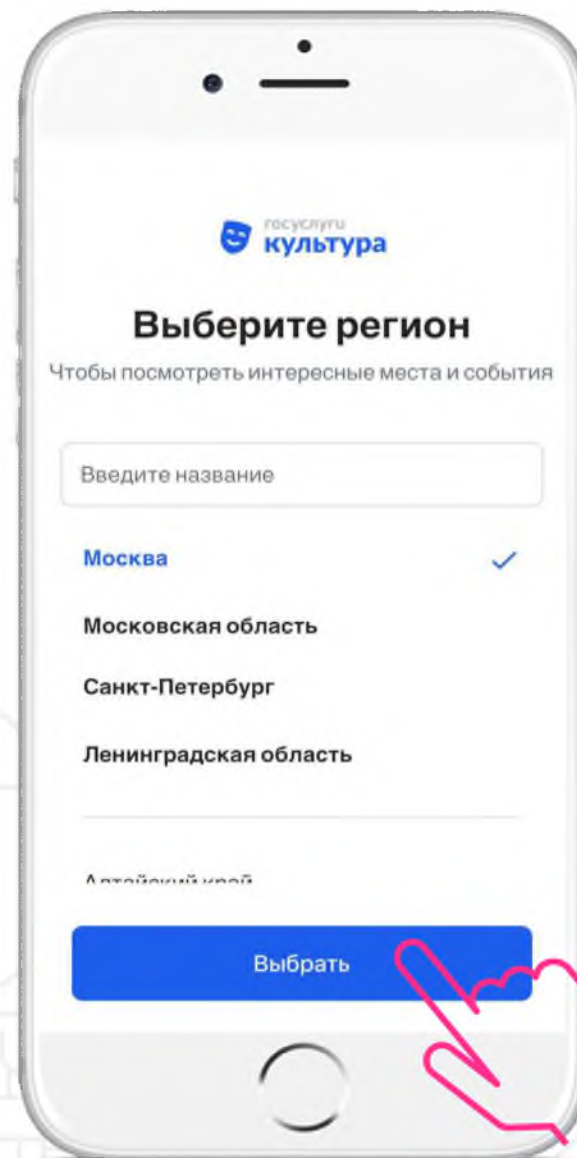 госуслуги
культура
Выберите регион
Чтобы посмотреть интересные места и события
Введите название
Москва
Московская область
Санкт-Петербург
Ленинградская область
Алтайский край
Выбрать